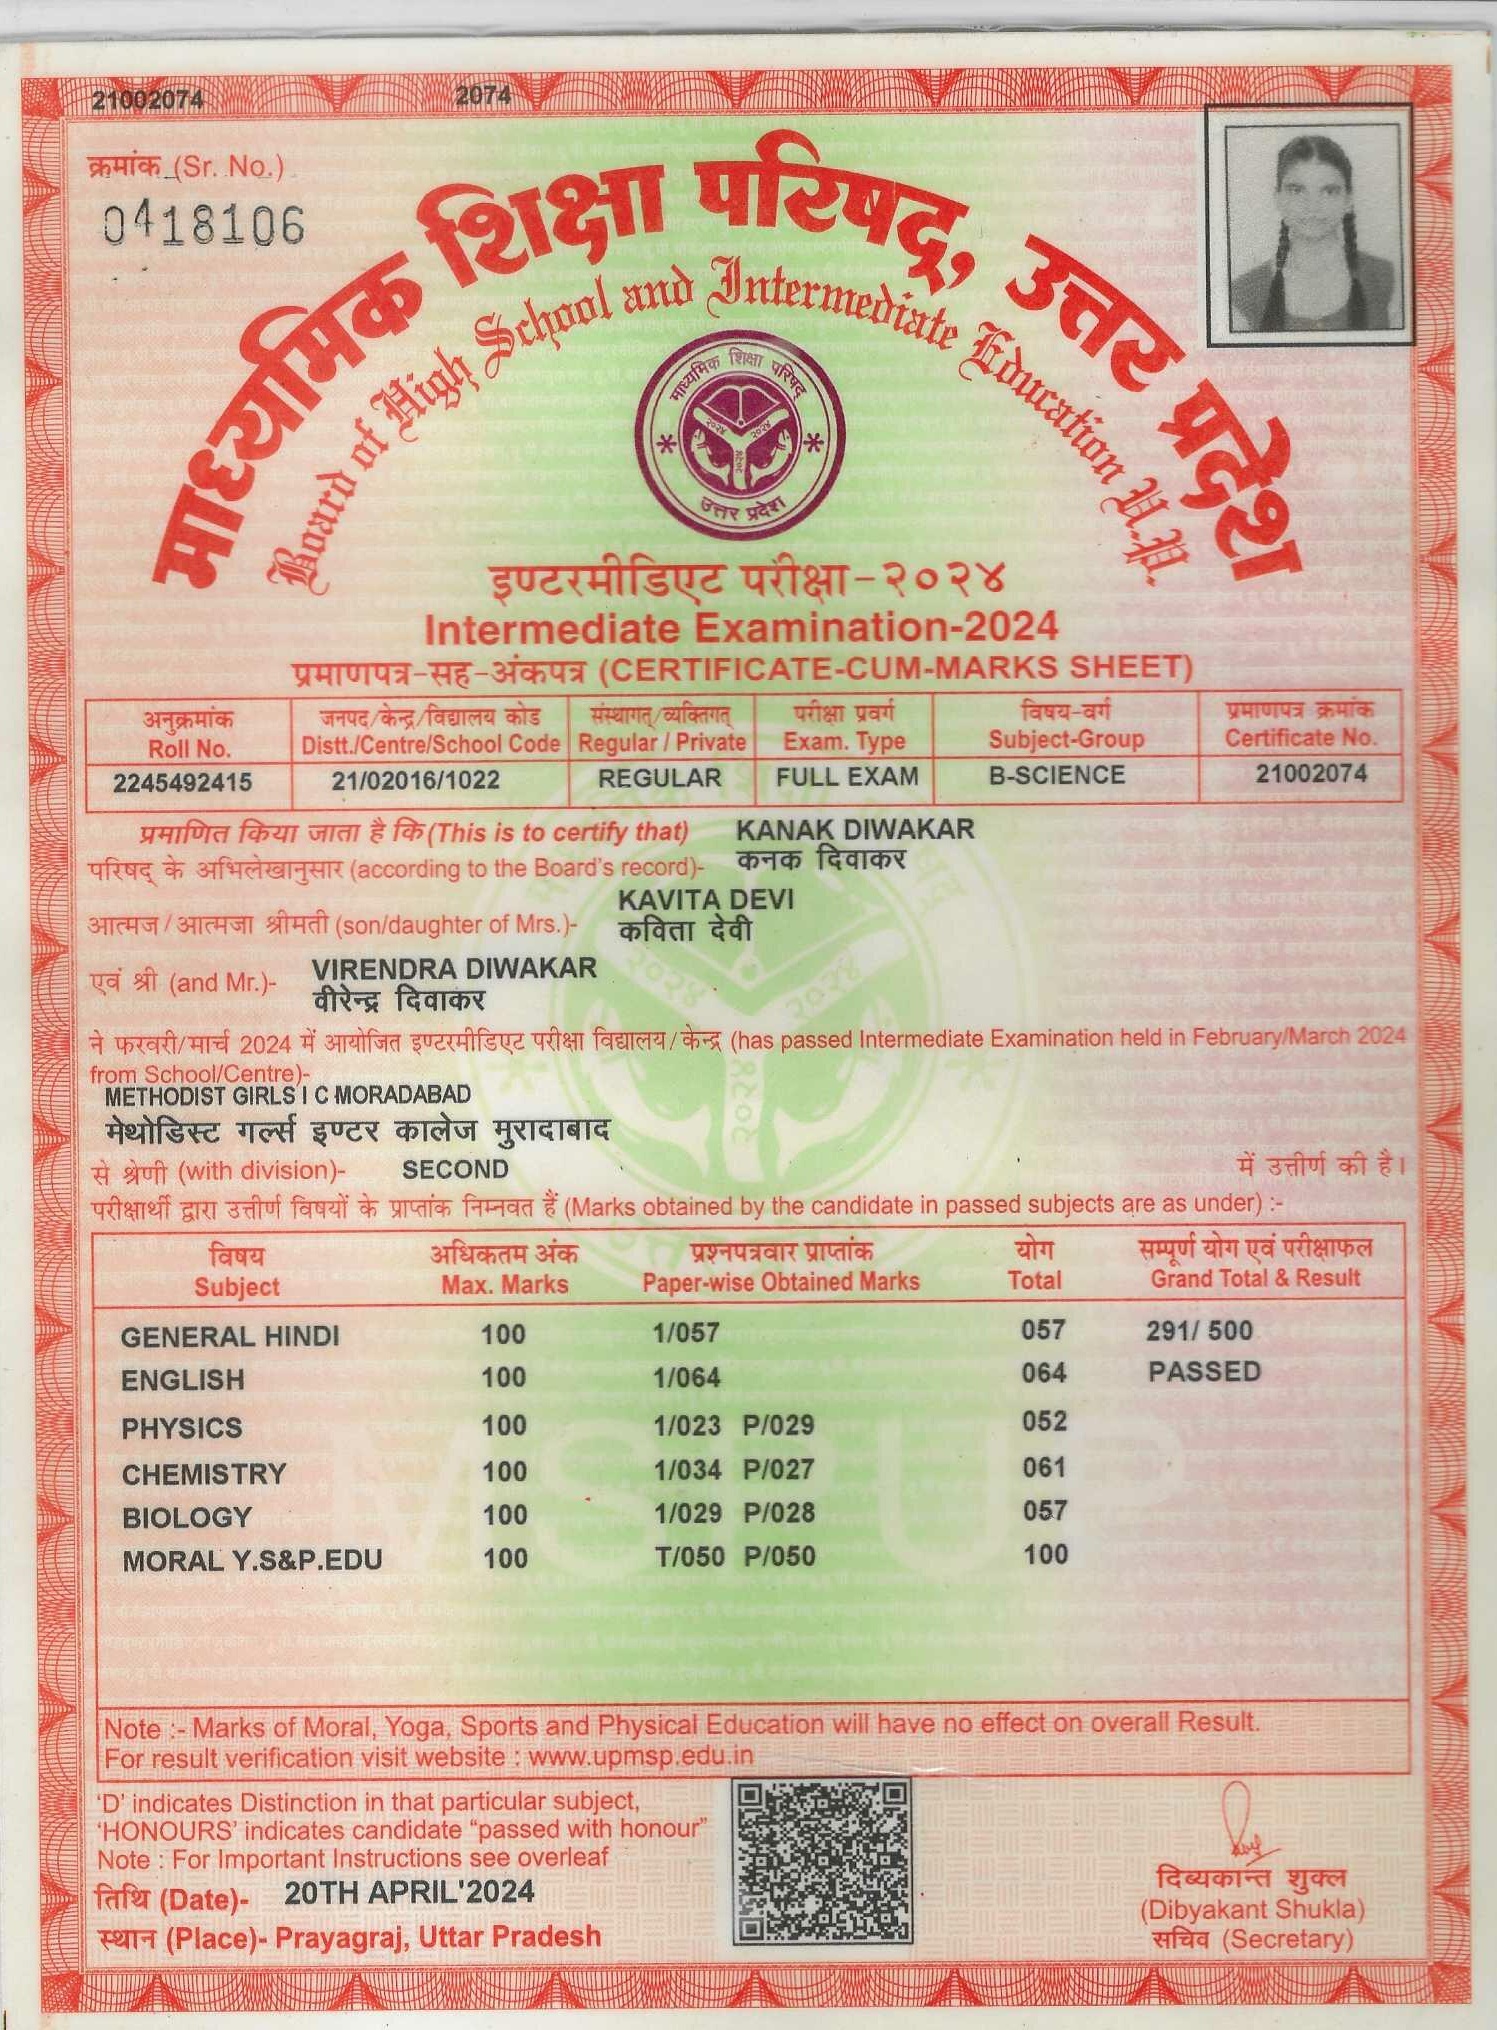 21002074 2074
क्रमांक (Sr. No.)
0418106
माध्यमिक शिक्षा परिषद्, उत्तर प्रदेश
Board of High School and Intermediate Education U.P.
माध्यमिक शिक्षा परिषद्
२०२४ २०२४
२०२४
उत्तर प्रदेश
इण्टरमीडिएट परीक्षा-२०२४
Intermediate Examination-2024
प्रमाणपत्र-सह-अंकपत्र (CERTIFICATE-CUM-MARKS SHEET)
अनुक्रमांक जनपद/केन्द्र/विद्यालय कोड संस्थागत्/व्यक्तिगत् परीक्षा प्रवर्ग विषय-वर्ग प्रमाणपत्र क्रमांक
Roll No. Distt./Centre/School Code Regular / Private Exam. Type Subject-Group Certificate No.
2245492415 21/02016/1022 REGULAR FULL EXAM B-SCIENCE 21002074
प्रमाणित किया जाता है कि (This is to certify that) KANAK DIWAKAR
परिषद् के अभिलेखानुसार (according to the Board's record)- कनक दिवाकर
KAVITA DEVI
आत्मज/आत्मजा श्रीमती (son/daughter of Mrs.)- कविता देवी
एवं श्री (and Mr.)- VIRENDRA DIWAKAR
वीरेन्द्र दिवाकर
ने फरवरी/मार्च 2024 में आयोजित इण्टरमीडिएट परीक्षा विद्यालय/केन्द्र (has passed Intermediate Examination held in February/March 2024
from School/Centre)-
METHODIST GIRLS I C MORADABAD
मेथोडिस्ट गर्ल्स इण्टर कालेज मुरादाबाद
से श्रेणी (with division)- SECOND में उत्तीर्ण की है।
परीक्षार्थी द्वारा उत्तीर्ण विषयों के प्राप्तांक निम्नवत हैं (Marks obtained by the candidate in passed subjects are as under) :-
विषय अधिकतम अंक प्रश्नपत्रवार प्राप्तांक योग सम्पूर्ण योग एवं परीक्षाफल
Subject Max. Marks Paper-wise Obtained Marks Total Grand Total & Result
GENERAL HINDI 100 1/057 057 291/ 500
ENGLISH 100 1/064 064 PASSED
PHYSICS 100 1/023 P/029 052
CHEMISTRY 100 1/034 P/027 061
BIOLOGY 100 1/029 P/028 057
MORAL Y.S&P.EDU 100 T/050 P/050 100
Note :- Marks of Moral, Yoga, Sports and Physical Education will have no effect on overall Result.
For result verification visit website : www.upmsp.edu.in
'D' indicates Distinction in that particular subject,
'HONOURS' indicates candidate "passed with honour"
Note : For Important Instructions see overleaf
तिथि (Date)- 20TH APRIL'2024
स्थान (Place)- Prayagraj, Uttar Pradesh
दिव्यकान्त शुक्ल
(Dibyakant Shukla)
सचिव (Secretary)